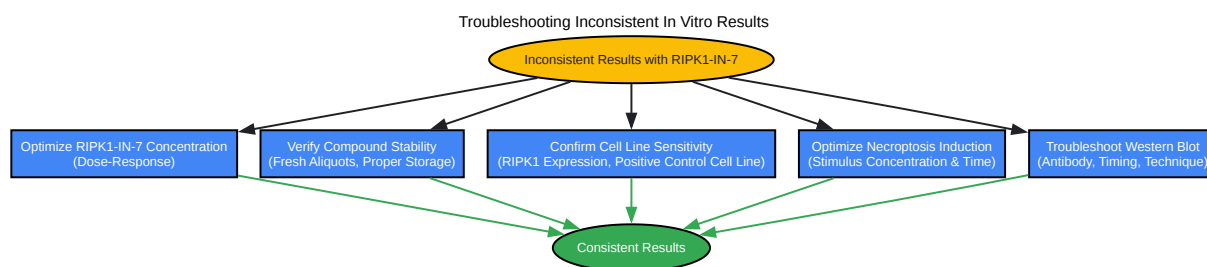 Troubleshooting Inconsistent In Vitro Results
Inconsistent Results with RIPK1-IN-7
Optimize RIPK1-IN-7 Concentration
(Dose-Response)
Verify Compound Stability
(Fresh Aliquots, Proper Storage)
Confirm Cell Line Sensitivity
(RIPK1 Expression, Positive Control Cell Line)
Optimize Necroptosis Induction
(Stimulus Concentration & Time)
Troubleshoot Western Blot
(Antibody, Timing, Technique)
Consistent Results